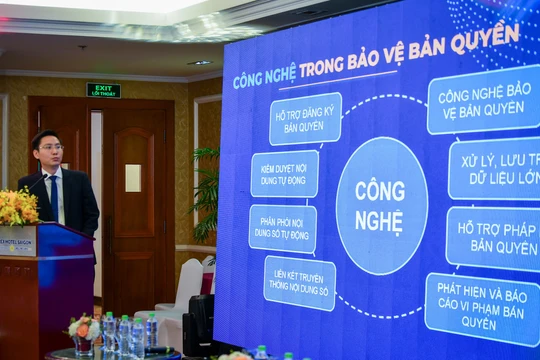 EXIT
LỐI THOÁT
CÔNG NGHỆ TRONG BẢO VỆ BẢN QUYỀN
HỖ TRỢ ĐĂNG KÝ
BẢN QUYỀN
KIỂM DUYỆT NỘI
DUNG TỰ ĐỘNG
PHÂN PHỐI NỘI
DUNG SỐ TỰ ĐỘNG
LIÊN KẾT TRUYỀN
THÔNG NỘI DUNG SỐ
CÔNG
NGHỆ
CÔNG NGHỆ BẢO
VỆ BẢN QUYỀN
XỬ LÝ, LƯU TR
DỮ LIỆU LỚN
HỖ TRỢ PHÁP
BẢN QUYỀN
PHÁT HIỆN VÀ BÁO
CÁO VI PHẠM BẢN
QUYỀN
HOTEL SAIGON